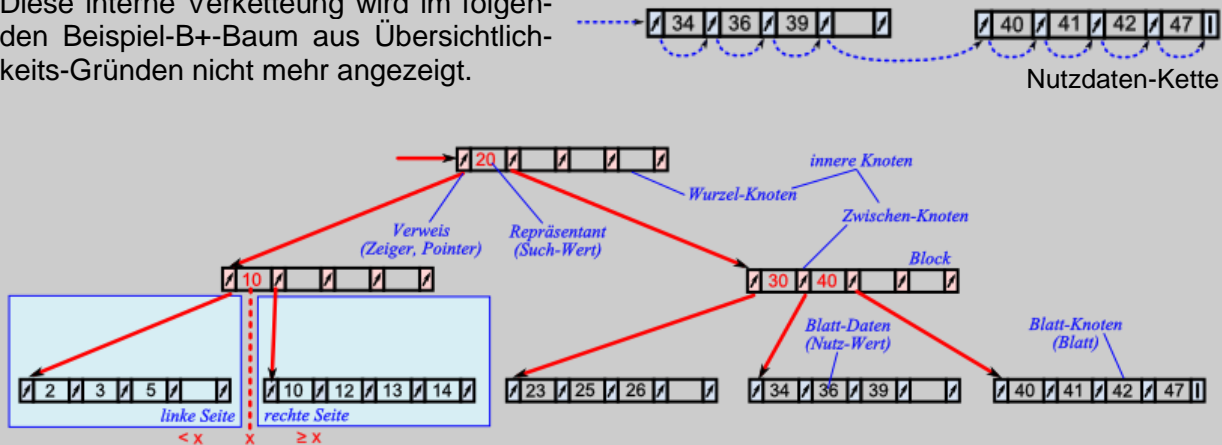 Diese interne Verkettung wird im folgen-
den Beispiel-B+-Baum aus Übersichtlich-
keits-Gründen nicht mehr angezeigt.
34 36 39
40 41 42 47
Nutzdaten-Kette
20
innere Knoten
Wurzel-Knoten
Zwischen-Knoten
Verweis
(Zeiger, Pointer)
Repräsentant
(Such-Wert)
Block
10
30 40
Blatt-Daten
(Nutz-Wert)
Blatt-Knoten
(Blatt)
2 3 5
10 12 13 14
23 25 26
34 36 39
40 41 42 47
linke Seite
rechte Seite
< x
x
≥ x